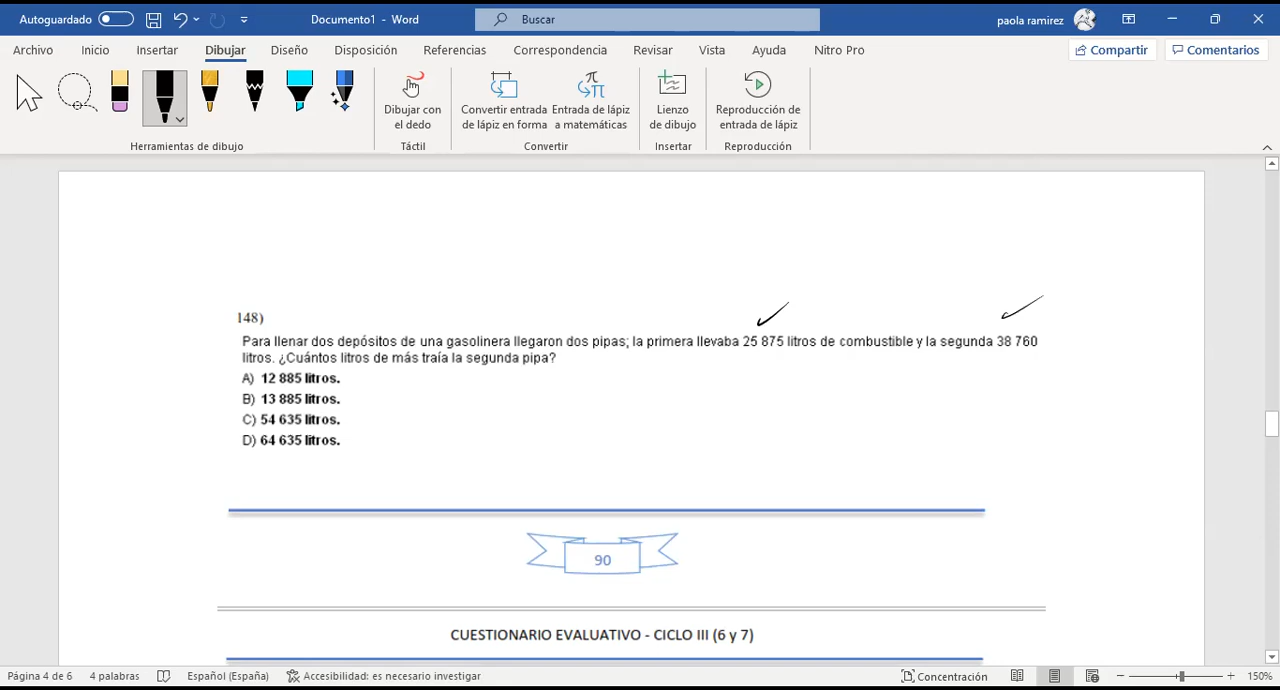 Autoguardado
Documento1 - Word
Buscar
paola ramirez
Archivo Inicio Insertar Dibujar Diseño Disposición Referencias Correspondencia Revisar Vista Ayuda Nitro Pro
Compartir
Comentarios
Dibujar con
el dedo
Convertir entrada
de lápiz en forma
Entrada de lápiz
a matemáticas
Lienzo
de dibujo
Reproducción de
entrada de lápiz
Herramientas de dibujo
Táctil
Convertir
Insertar
Reproducción
148)
Para llenar dos depósitos de una gasolinera llegaron dos pipas; la primera llevaba 25 875 litros de combustible y la segunda 38 760
litros. ¿Cuántos litros de más traía la segunda pipa?
A) 12 885 litros.
B) 13 885 litros.
C) 54 635 litros.
D) 64 635 litros.
90
CUESTIONARIO EVALUATIVO - CICLO III (6 y 7)
Página 4 de 6 4 palabras Español (España) Accesibilidad: es necesario investigar Concentración 150%